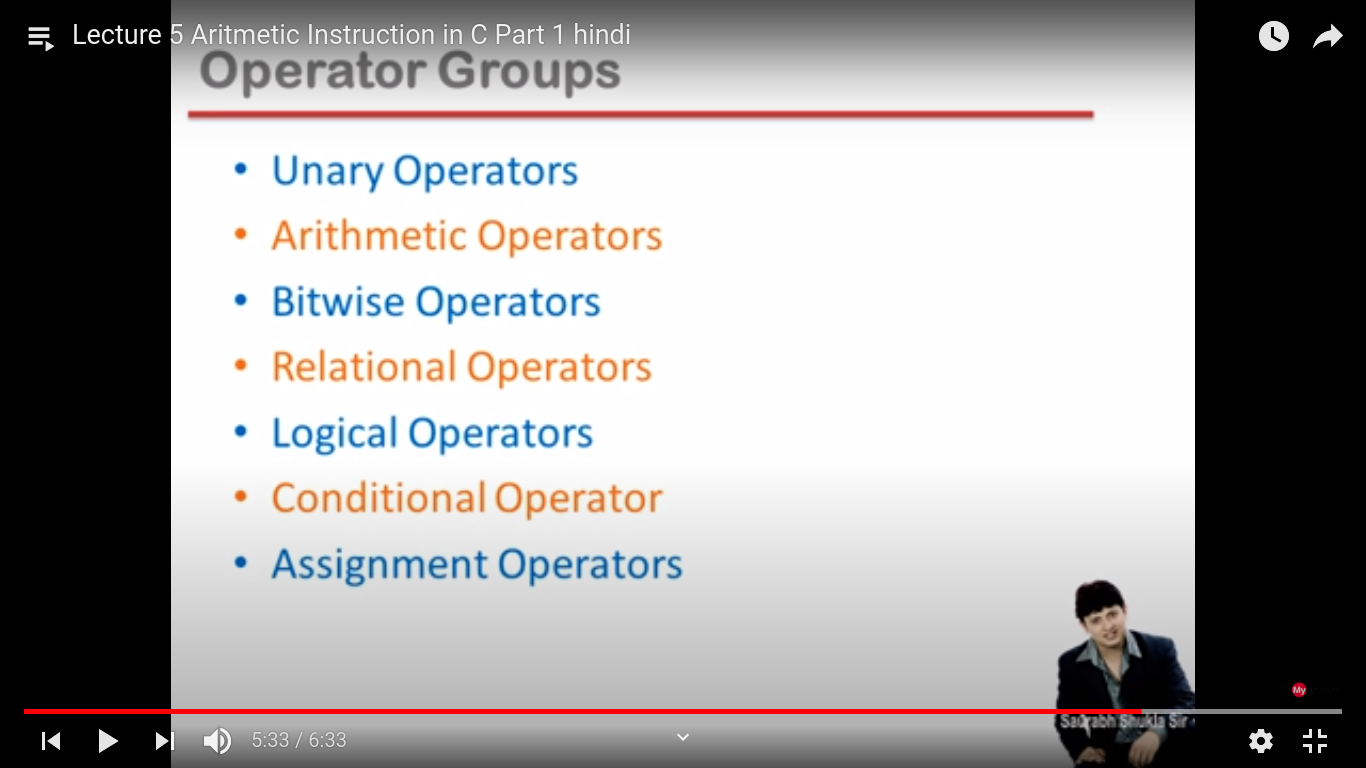 Lecture 5 Aritmetic Instruction in C Part 1 hindi
Operator Groups
• Unary Operators
• Arithmetic Operators
• Bitwise Operators
• Relational Operators
• Logical Operators
• Conditional Operator
• Assignment Operators
My
Saurabh Shukla Sir
5:33 / 6:33